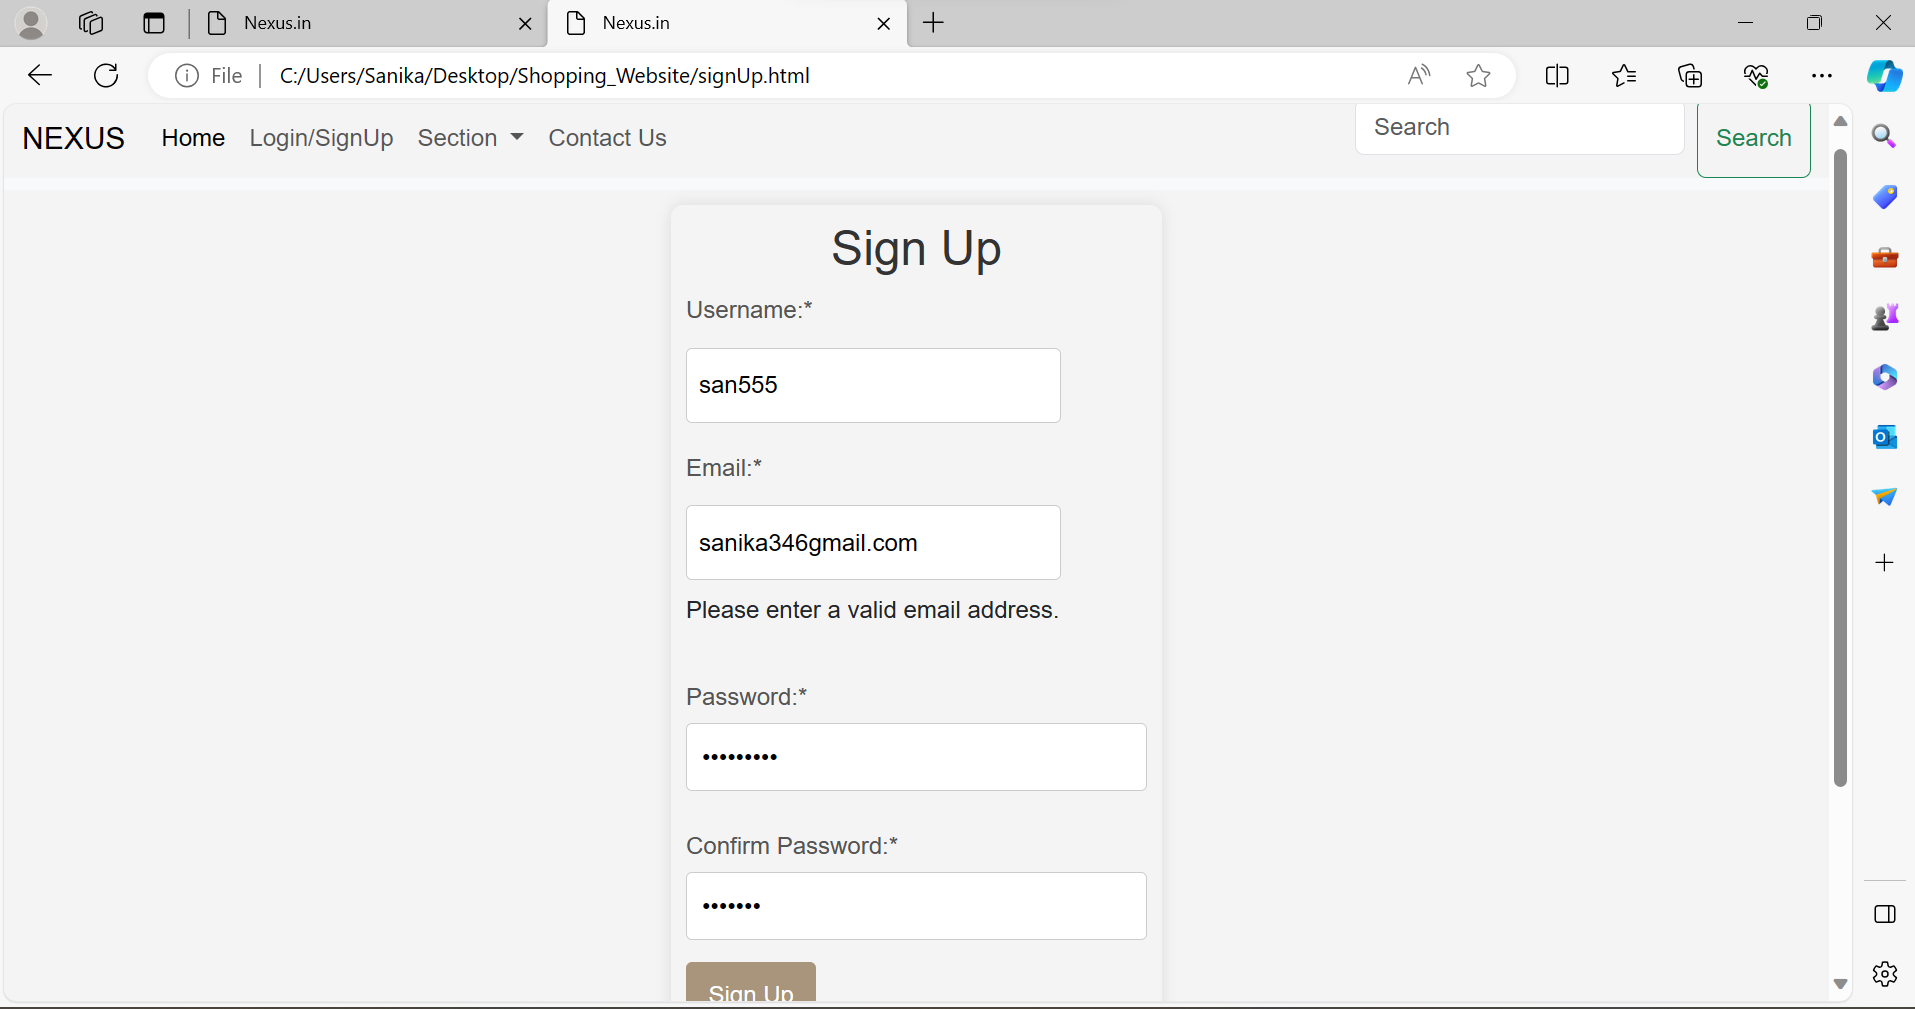 Nexus.in
Nexus.in
File
C:/Users/Sanika/Desktop/Shopping_Website/signUp.html
NEXUS Home Login/SignUp Section Contact Us
Search Search
Sign Up
Username:*
san555
Email:*
sanika346gmail.com
Please enter a valid email address.
Password:*
•••••••••
Confirm Password:*
•••••••
Sign Up